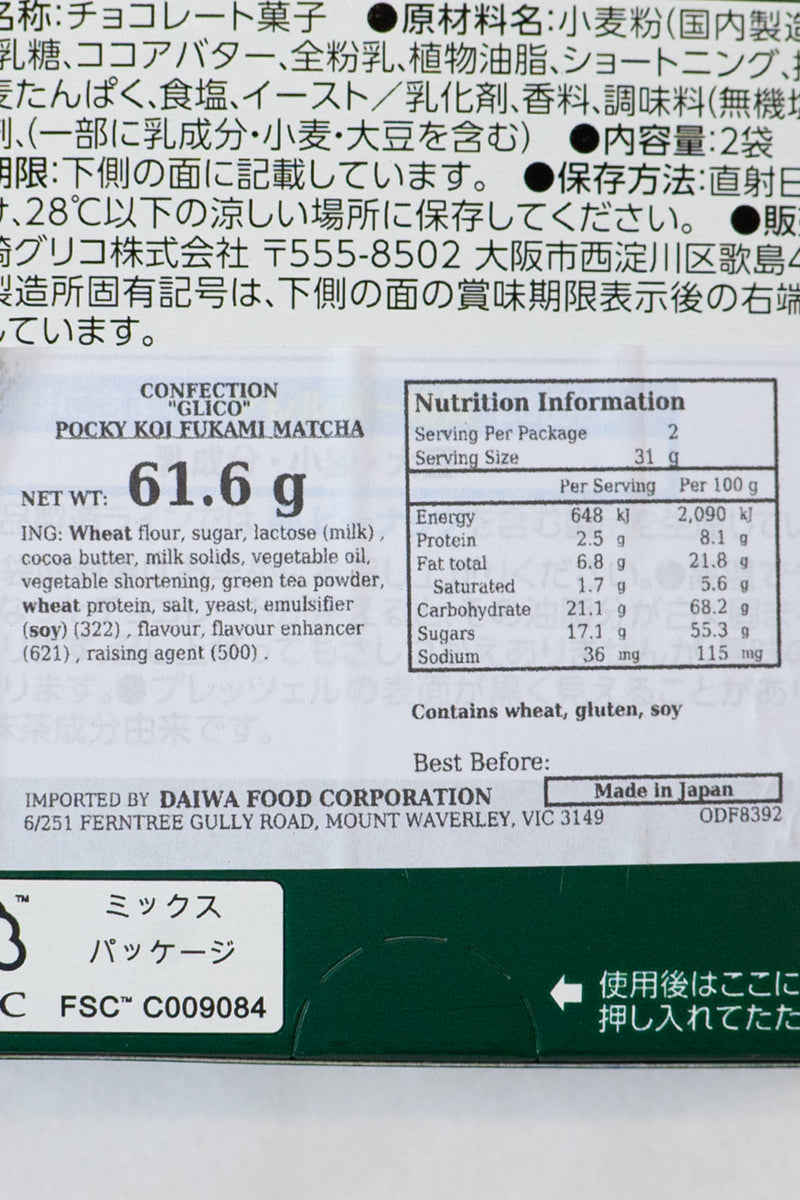 名称:チョコレート菓子 ●原材料名:小麦粉(国内製造
乳糖、ココアバター、全粉乳、植物油脂、ショートニング、
麦たんぱく、食塩、イースト/乳化剤、香料、調味料(無機塩
剤、(一部に乳成分・小麦・大豆を含む) ●内容量:2袋
期限:下側の面に記載しています。 ●保存方法:直射日
け、28℃以下の涼しい場所に保存してください。 ●販売
崎グリコ株式会社 〒555-8502 大阪市西淀川区歌島4
製造所固有記号は、下側の面の賞味期限表示後の右端
しています。
CONFECTION
"GLICO"
POCKY KOI FUKAMI MATCHA
NET WT: 61.6 g
ING: Wheat flour, sugar, lactose (milk) ,
cocoa butter, milk solids, vegetable oil,
vegetable shortening, green tea powder,
wheat protein, salt, yeast, emulsifier
(soy) (322) , flavour, flavour enhancer
(621) , raising agent (500) .
Nutrition Information
Serving Per Package 2
Serving Size 31 g
Per Serving Per 100 g
Energy 648 kJ 2,090 kJ
Protein 2.5 g 8.1 g
Fat total 6.8 g 21.8 g
Saturated 1.7 g 5.6 g
Carbohydrate 21.1 g 68.2 g
Sugars 17.1 g 55.3 g
Sodium 36 mg 115 mg
Contains wheat, gluten, soy
Best Before:
Made in Japan
IMPORTED BY DAIWA FOOD CORPORATION
6/251 FERNTREE GULLY ROAD, MOUNT WAVERLEY, VIC 3149 ODF8392
™
ミックス
パッケージ
C FSC™ C009084
使用後はここに
押し入れてたた